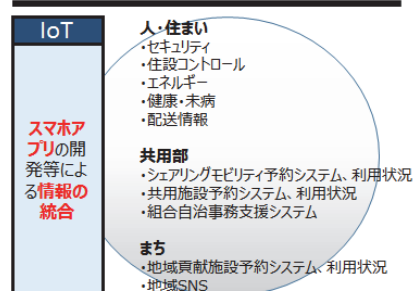 IoT
スマホア
プリの開
発等によ
る情報の
統合
人・住まい
・セキュリティ
・住設コントロール
・エネルギー
・健康・未病
・配送情報
共用部
・シェアリングモビリティ予約システム、利用状況
・共用施設予約システム、利用状況
・組合自治事務支援システム
まち
・地域貢献施設予約システム、利用状況
・地域SNS